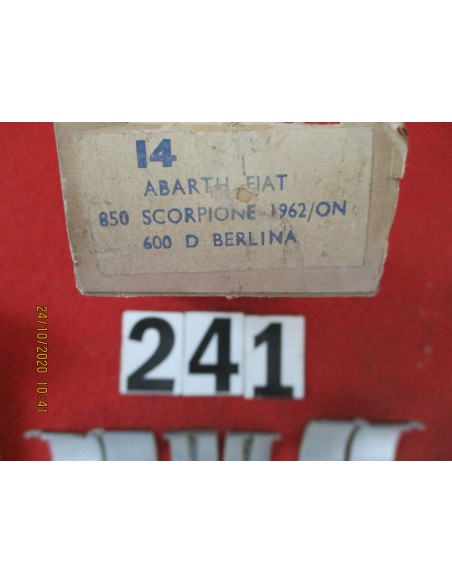 14
ABARTH FIAT
850 SCORPIONE 1962/ON
600 D BERLINA
241
24/10/2020 10:41